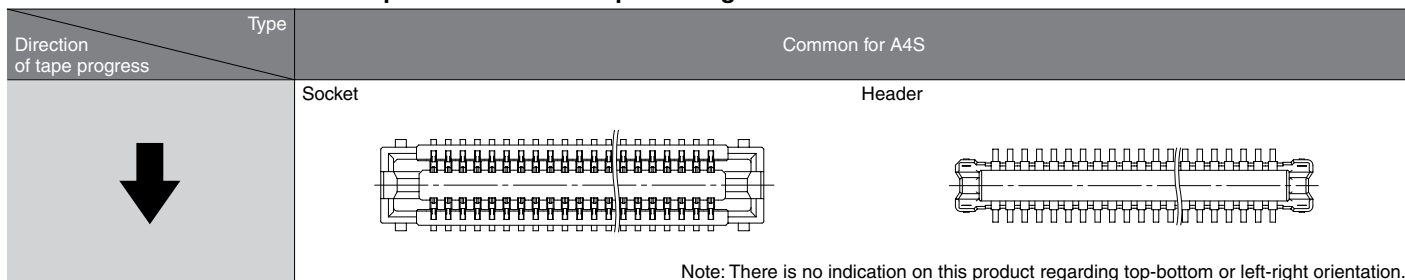 Type
Direction
of tape progress
Common for A4S
Socket
Header
Note: There is no indication on this product regarding top-bottom or left-right orientation.